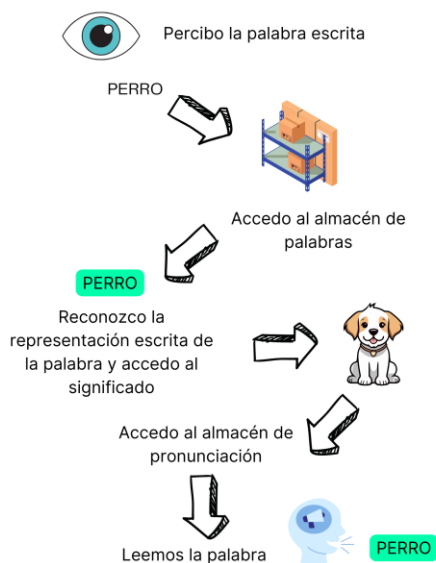 Percibo la palabra escrita
PERRO
Accedo al almacén de
palabras
PERRO
Reconozco la
representación escrita de
la palabra y accedo al
significado
Accedo al almacén de
pronunciación
Leemos la palabra
PERRO